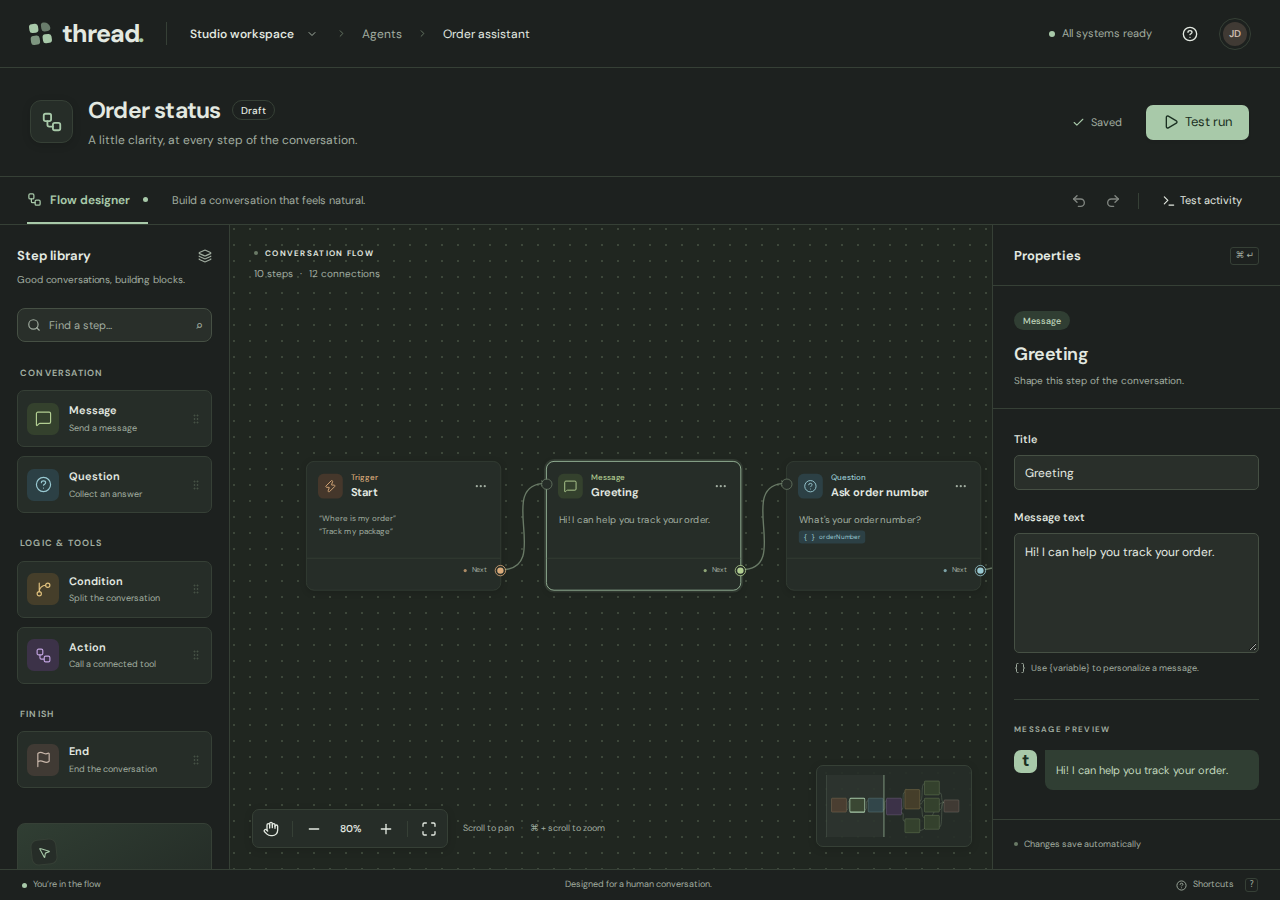 thread.
Studio workspace
Agents
Order assistant
All systems ready
JD
Order status
Draft
A little clarity, at every step of the conversation.
Saved
Test run
Flow designer
Build a conversation that feels natural.
Test activity
Step library
Good conversations, building blocks.
Find a step...
CONVERSATION
Message
Send a message
Question
Collect an answer
LOGIC & TOOLS
Condition
Split the conversation
Action
Call a connected tool
FINISH
End
End the conversation
CONVERSATION FLOW
10 steps · 12 connections
Trigger
Start
"Where is my order"
"Track my package"
Next
Message
Greeting
Hi! I can help you track your order.
Next
Question
Ask order number
What's your order number?
{ } orderNumber
Next
80%
Scroll to pan
⌘ + scroll to zoom
Properties
⌘ ↵
Message
Greeting
Shape this step of the conversation.
Title
Greeting
Message text
Hi! I can help you track your order.
{ } Use {variable} to personalize a message.
MESSAGE PREVIEW
t
Hi! I can help you track your order.
Changes save automatically
You're in the flow
Designed for a human conversation.
Shortcuts
?